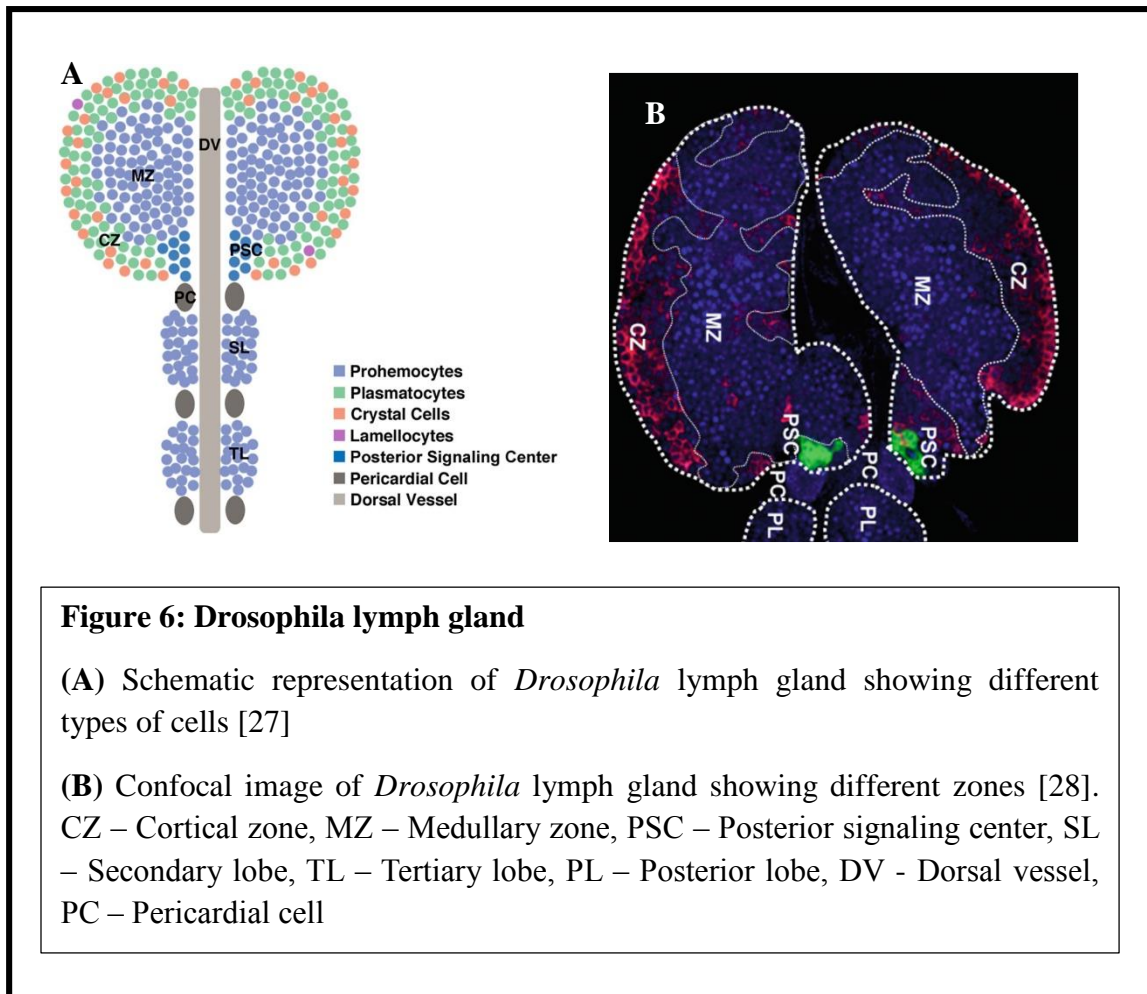 A
DV
MZ
CZ
PSC
PC
SL
TL
Prohemocytes
Plasmatocytes
Crystal Cells
Lamellocytes
Posterior Signaling Center
Pericardial Cell
Dorsal Vessel
B
CZ
MZ
MZ
CZ
PSC
PSC
PC
PC
PL
PL
Figure 6: Drosophila lymph gland
(A) Schematic representation of Drosophila lymph gland showing different
types of cells [27]
(B) Confocal image of Drosophila lymph gland showing different zones [28].
CZ – Cortical zone, MZ – Medullary zone, PSC – Posterior signaling center, SL
– Secondary lobe, TL – Tertiary lobe, PL – Posterior lobe, DV - Dorsal vessel,
PC – Pericardial cell